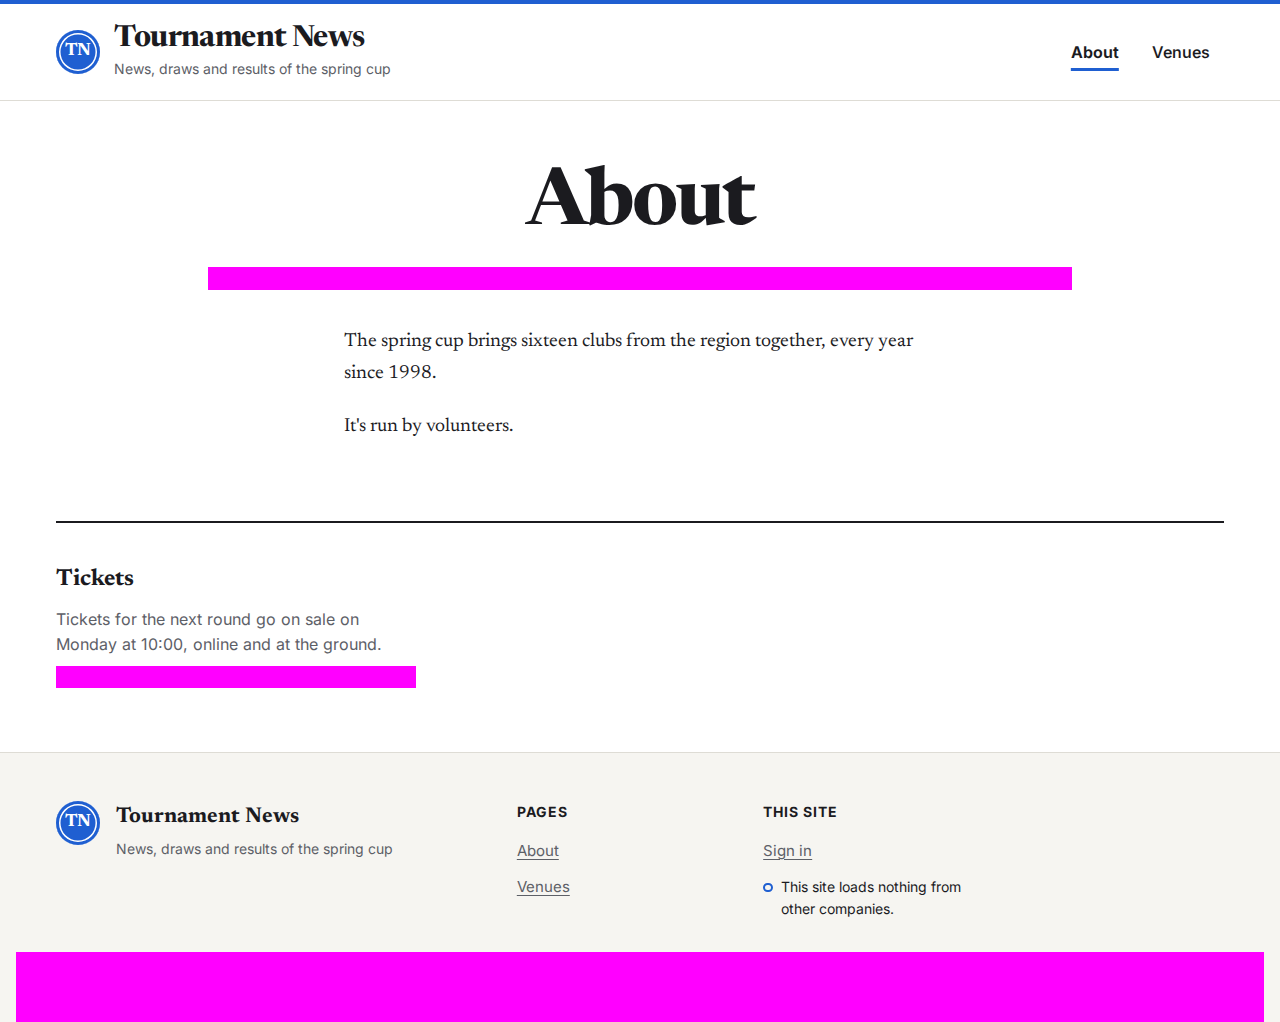 TN
Tournament News
News, draws and results of the spring cup
About
Venues
About
The spring cup brings sixteen clubs from the region together, every year
since 1998.
It's run by volunteers.
Tickets
Tickets for the next round go on sale on
Monday at 10:00, online and at the ground.
TN
Tournament News
News, draws and results of the spring cup
PAGES
About
Venues
THIS SITE
Sign in
This site loads nothing from
other companies.